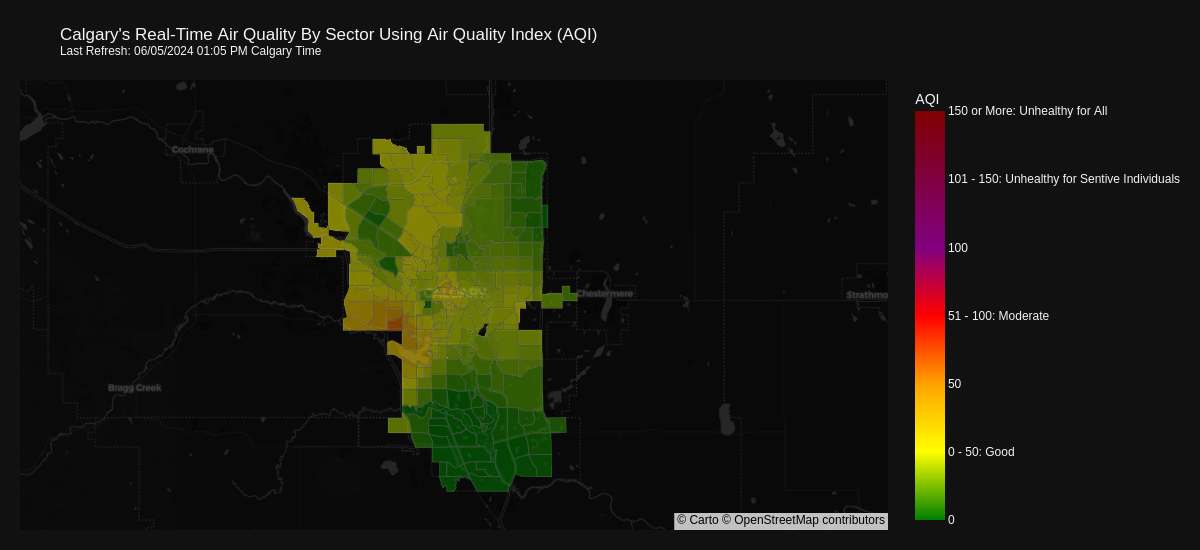 Calgary's Real-Time Air Quality By Sector Using Air Quality Index (AQI)
Last Refresh: 06/05/2024 01:05 PM Calgary Time
AQI
150 or More: Unhealthy for All
101 - 150: Unhealthy for Sentive Individuals
100
51 - 100: Moderate
50
0 - 50: Good
0
Cochrane
CALGARY
Chestermere
Strathmo
Bragg Creek
© Carto © OpenStreetMap contributors